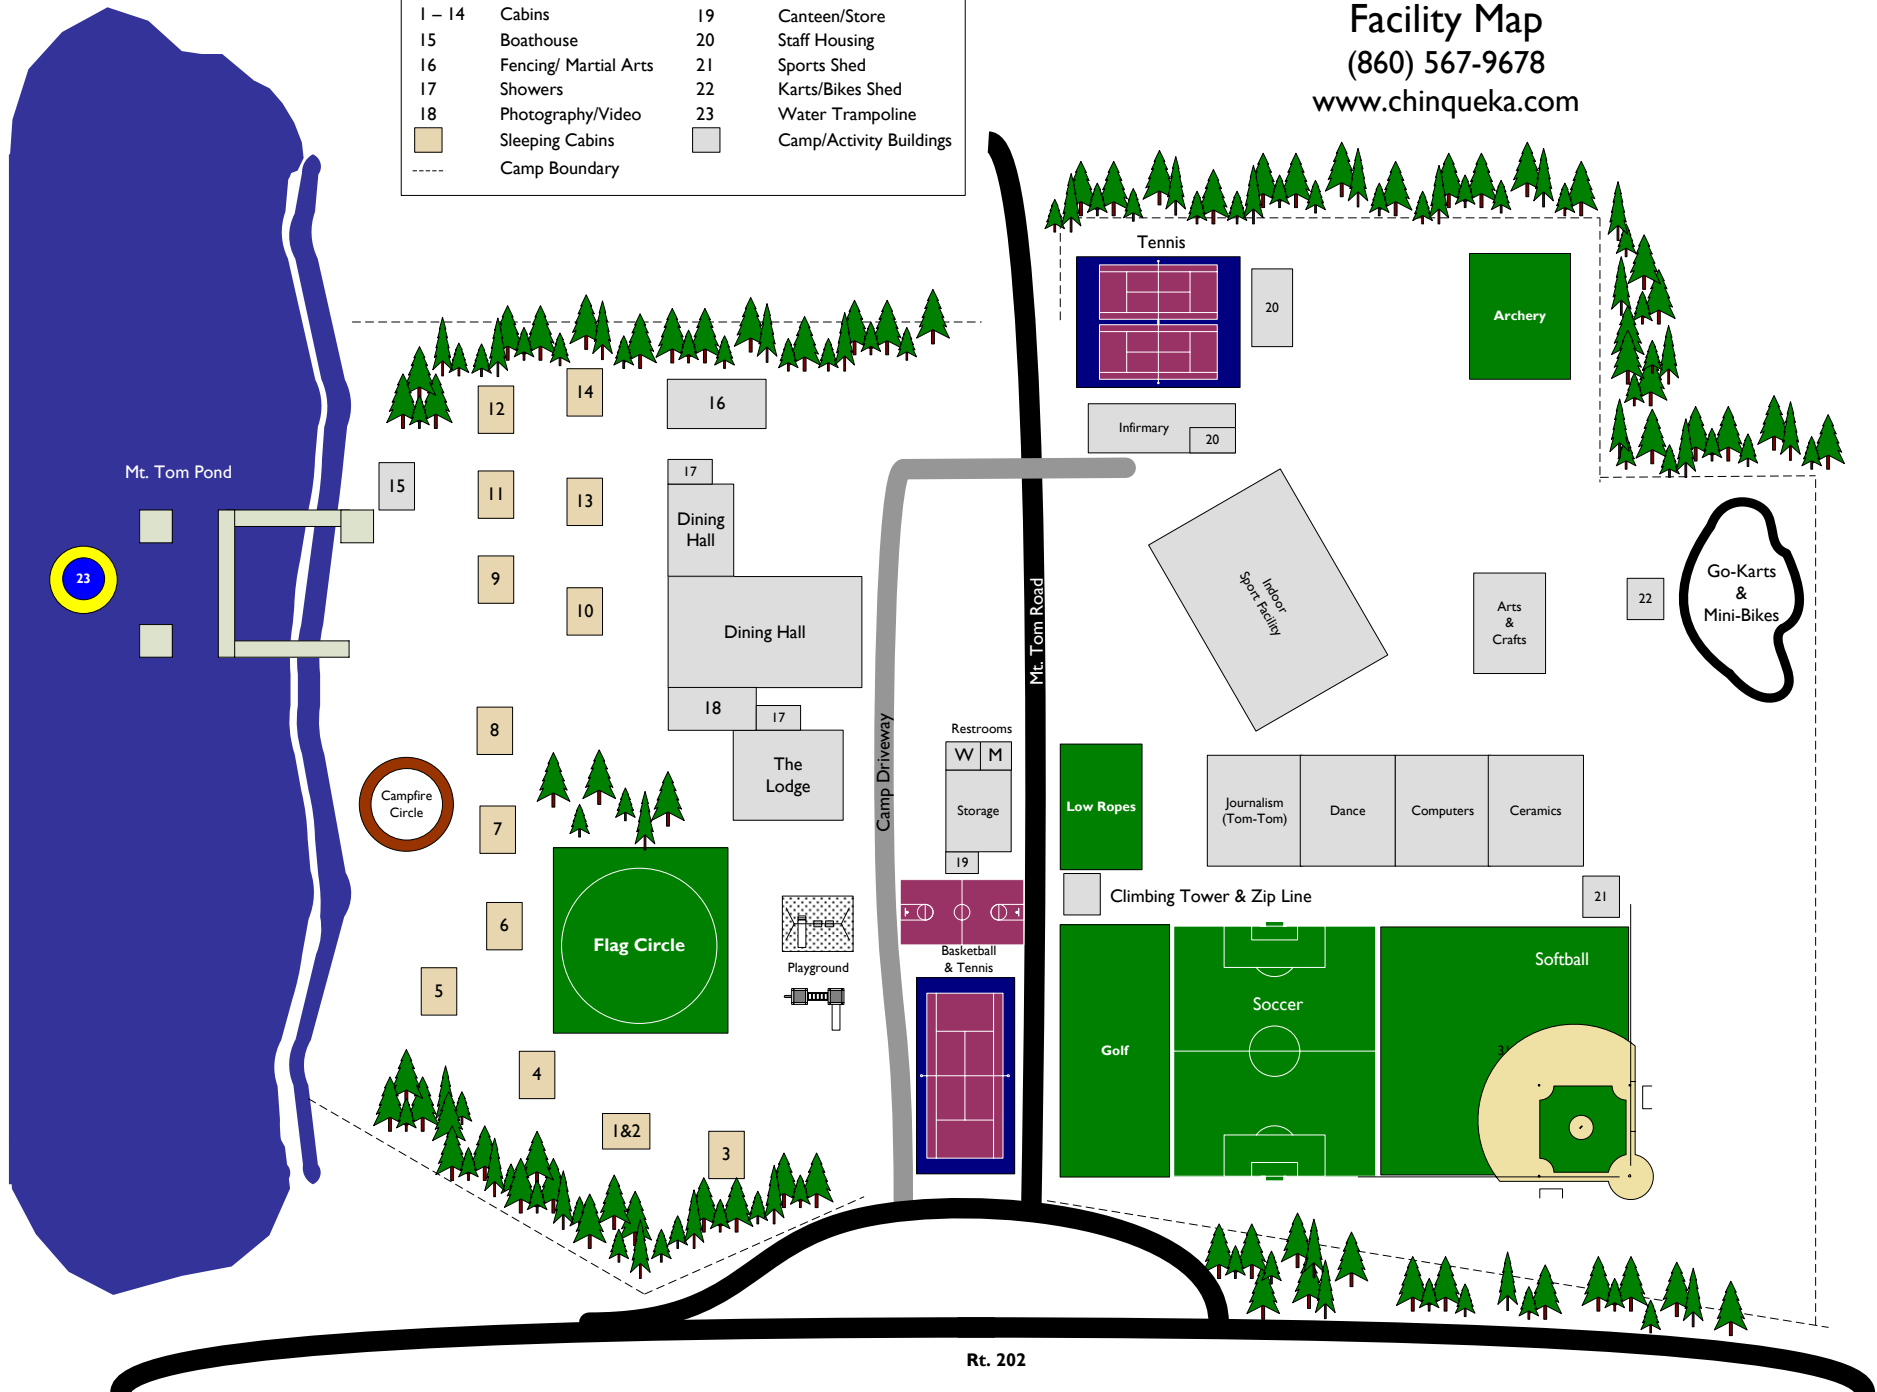 Facility Map
(860) 567-9678
www.chinqueka.com
1 – 14 Cabins 19 Canteen/Store
15 Boathouse 20 Staff Housing
16 Fencing/ Martial Arts 21 Sports Shed
17 Showers 22 Karts/Bikes Shed
18 Photography/Video 23 Water Trampoline
Sleeping Cabins Camp/Activity Buildings
Camp Boundary
Tennis
20
Archery
14
12
16
Infirmary
20
Mt. Tom Pond
15
17
11
13
Dining
Hall
23
9
10
Dining Hall
Mt. Tom Road
Indoor
Sport Facility
Arts
&
Crafts
22
Go-Karts
&
Mini-Bikes
8
18
17
Camp Driveway
Restrooms
W M
The
Lodge
Campfire
Circle
7
Storage
19
Low Ropes
Journalism
(Tom-Tom)
Dance
Computers
Ceramics
Climbing Tower & Zip Line
21
6
Flag Circle
Playground
Basketball
& Tennis
5
Golf
Soccer
Softball
4
1&2
3
Rt. 202